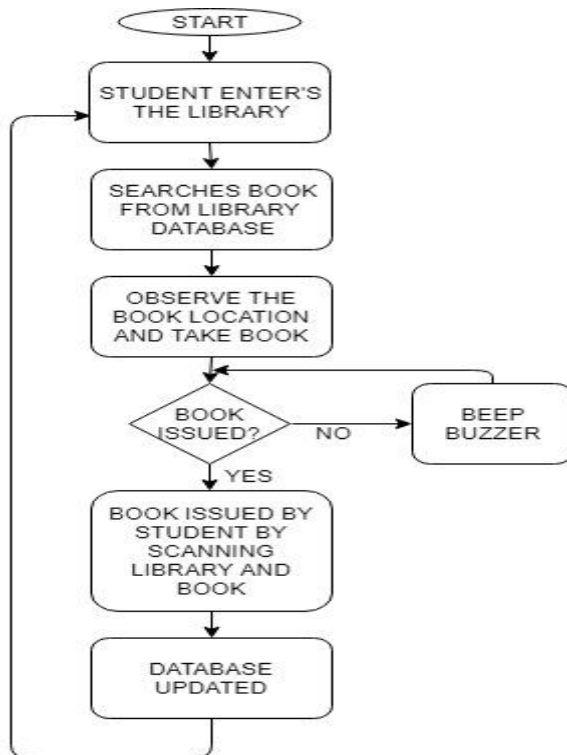 START
STUDENT ENTER'S
THE LIBRARY
SEARCHES BOOK
FROM LIBRARY
DATABASE
OBSERVE THE
BOOK LOCATION
AND TAKE BOOK
BOOK
ISSUED?
NO
BEEP
BUZZER
YES
BOOK ISSUED BY
STUDENT BY
SCANNING
LIBRARY AND
BOOK
DATABASE
UPDATED